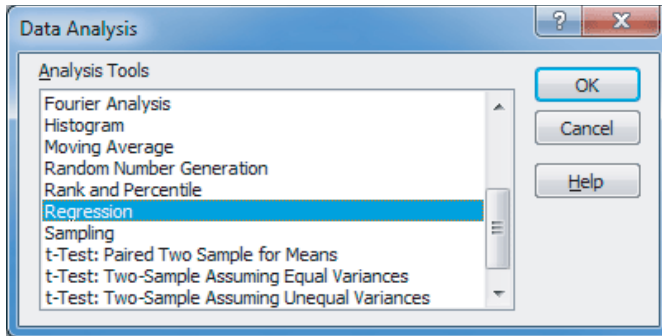 Data Analysis
Analysis Tools
Fourier Analysis
Histogram
Moving Average
Random Number Generation
Rank and Percentile
Regression
Sampling
t-Test: Paired Two Sample for Means
t-Test: Two-Sample Assuming Equal Variances
t-Test: Two-Sample Assuming Unequal Variances
OK
Cancel
Help